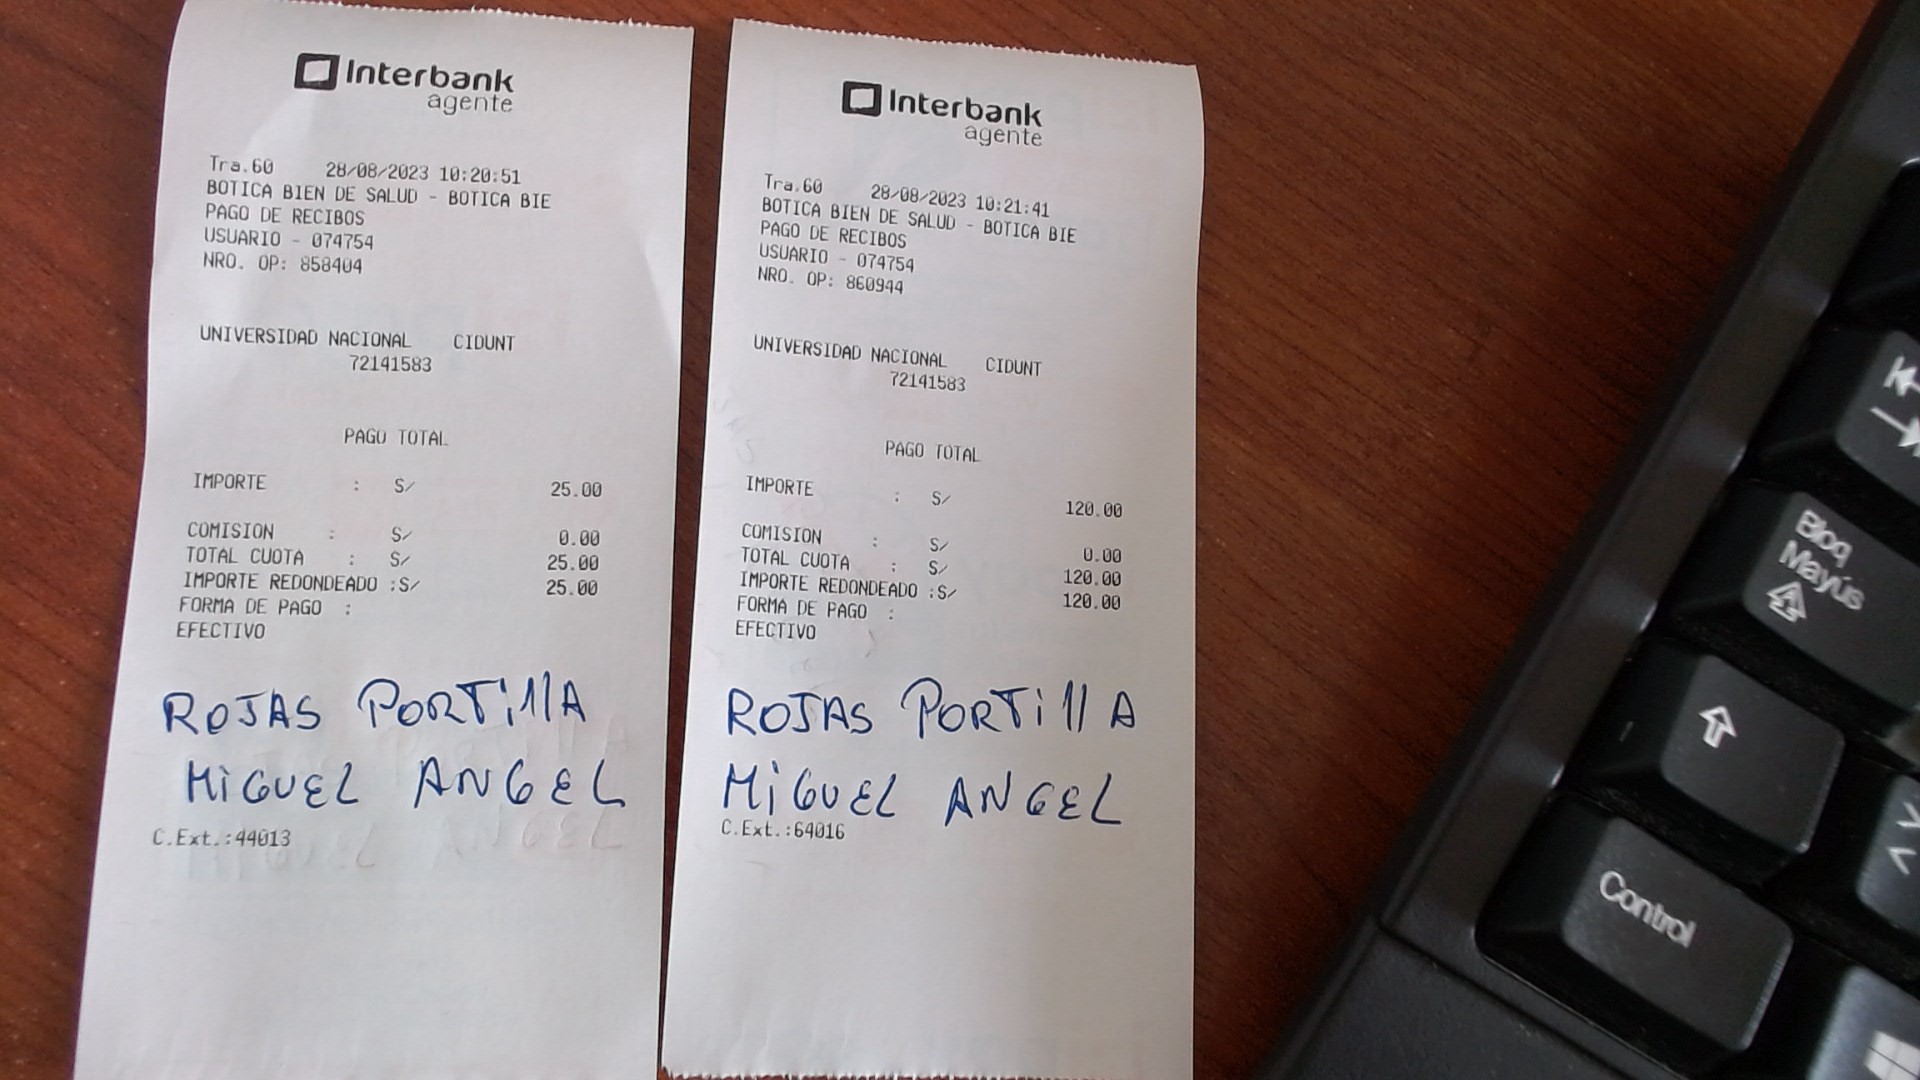 Interbank
agente
Tra.60 28/08/2023 10:20:51
BOTICA BIEN DE SALUD - BOTICA BIE
PAGO DE RECIBOS
USUARIO - 074754
NRO. OP: 858404
UNIVERSIDAD NACIONAL CIDUNT
72141583
PAGO TOTAL
IMPORTE : S/ 25.00
COMISION : S/ 0.00
TOTAL CUOTA : S/ 25.00
IMPORTE REDONDEADO :S/ 25.00
FORMA DE PAGO :
EFECTIVO
ROJAS PORTillA
MiGUEL ANGEL
C.Ext.:44013
Interbank
agente
Tra.60 28/08/2023 10:21:41
BOTICA BIEN DE SALUD - BOTICA BIE
PAGO DE RECIBOS
USUARIO - 074754
NRO. OP: 860944
UNIVERSIDAD NACIONAL CIDUNT
72141583
PAGO TOTAL
IMPORTE : S/ 120.00
COMISION : S/ 0.00
TOTAL CUOTA : S/ 120.00
IMPORTE REDONDEADO :S/ 120.00
FORMA DE PAGO :
EFECTIVO
ROJAS PORTillA
MiGUEL ANGEL
C.Ext.:64016
Bloq
Mayús
Control
>
<